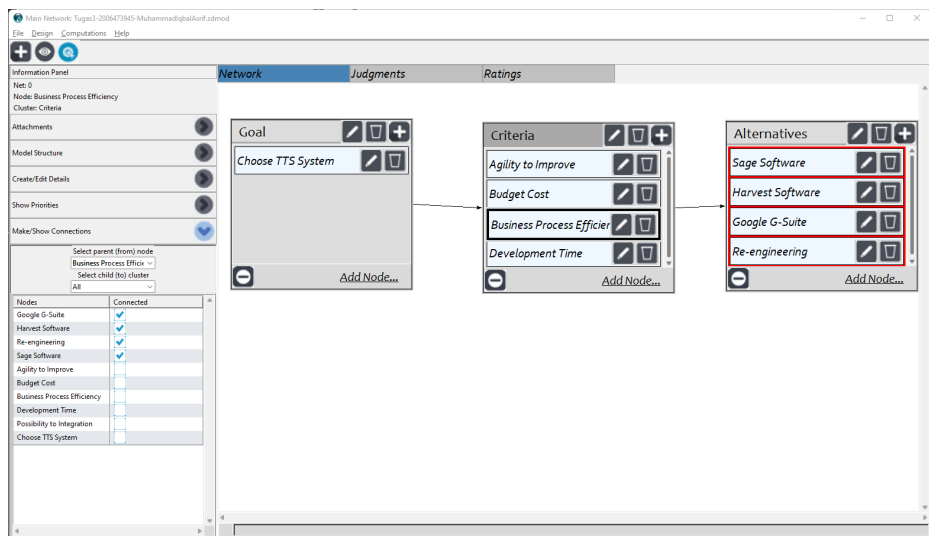 Main Network: Tugas3-2006473945-MuhammadIqbalAsrif.sdmod
File Design Computations Help
Information Panel
Net: 0
Node: Business Process Efficiency
Cluster: Criteria
Attachments
Model Structure
Create/Edit Details
Show Priorities
Make/Show Connections
Select parent (from) node
Business Process Efficie
Select child (to) cluster
All
Nodes Connected
Google G-Suite
Harvest Software
Re-engineering
Sage Software
Agility to Improve
Budget Cost
Business Process Efficiency
Development Time
Possibility to Integration
Choose TTS System
Network Judgments Ratings
Goal
Choose TTS System
Add Node...
Criteria
Agility to Improve
Budget Cost
Business Process Efficier
Development Time
Add Node...
Alternatives
Sage Software
Harvest Software
Google G-Suite
Re-engineering
Add Node...